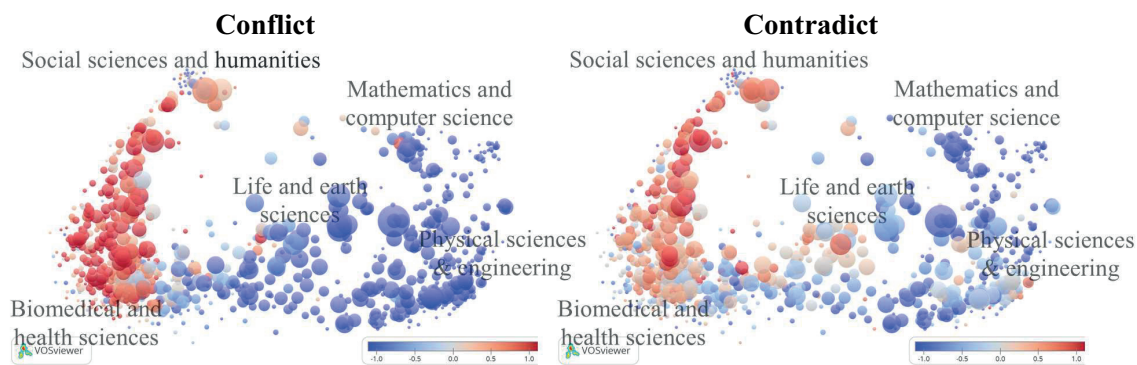 Conflict
Social sciences and humanities
Mathematics and
computer science
Life and earth
sciences
Physical sciences
& engineering
Biomedical and
health sciences
VOSviewer
-1.0 -0.5 0.0 0.5 1.0
Contradict
Social sciences and humanities
Mathematics and
computer science
Life and earth
sciences
Physical sciences
& engineering
Biomedical and
health sciences
VOSviewer
-1.0 -0.5 0.0 0.5 1.0